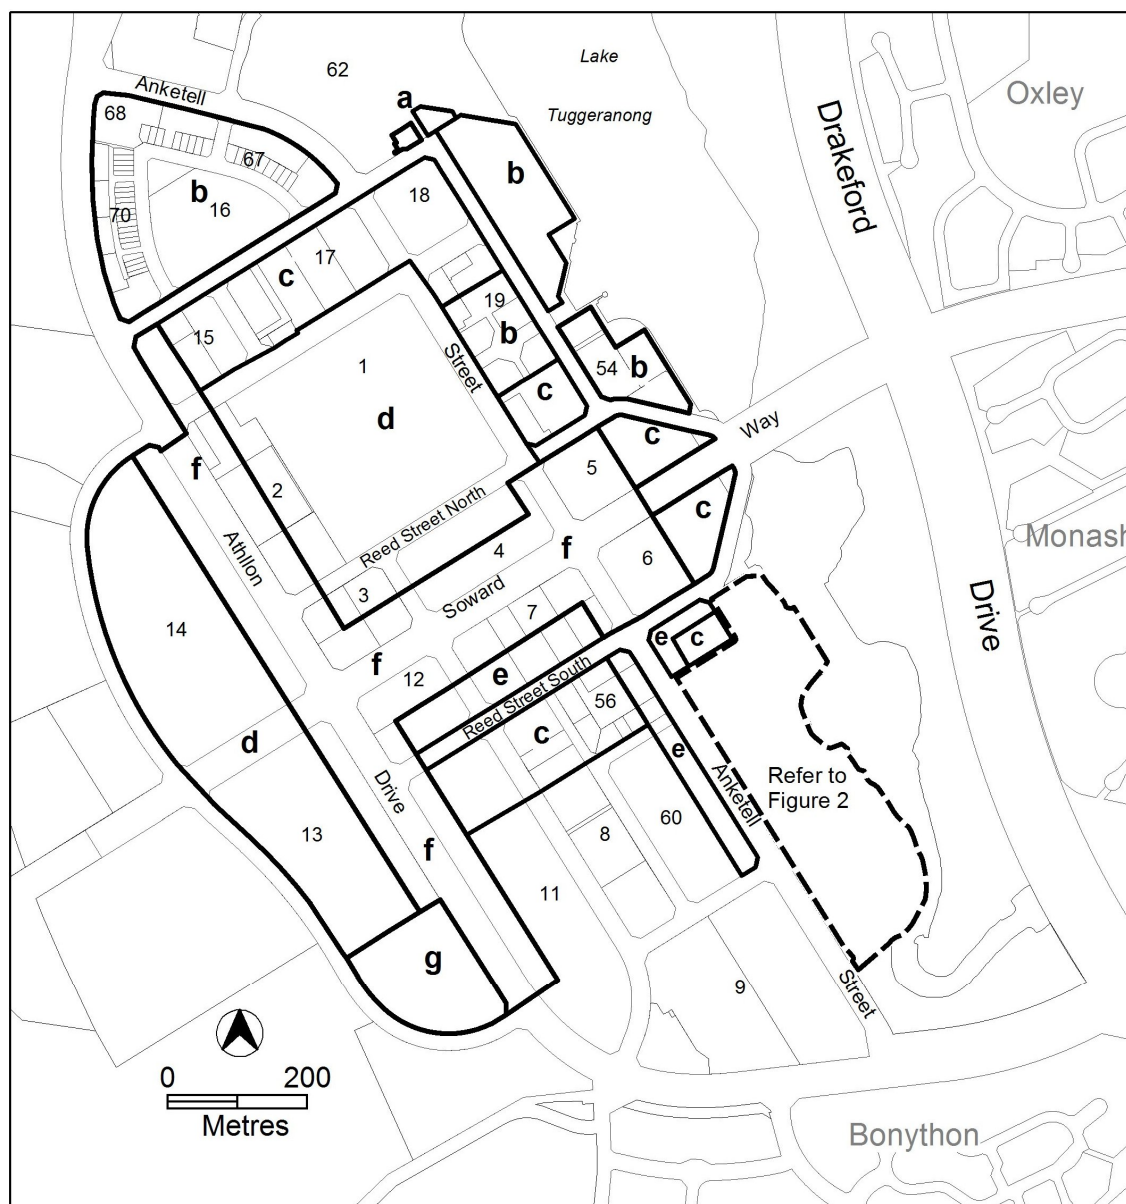 62
Lake
Tuggeranong
Oxley
Anketell
68
a
b
Drakeford
67
b
16
70
18
17
c
15
19
b
Street
1
d
54
b
c
Way
c
f
2
5
c
Reed Street North
Monash
Athllon
4
f
6
3
Soward
Drive
7
14
e
c
f
12
e
Reed Street South
56
c
d
e
Drive
Anketell
Refer to
Figure 2
13
60
8
f
11
g
9
Street
0 200
Metres
Bonython